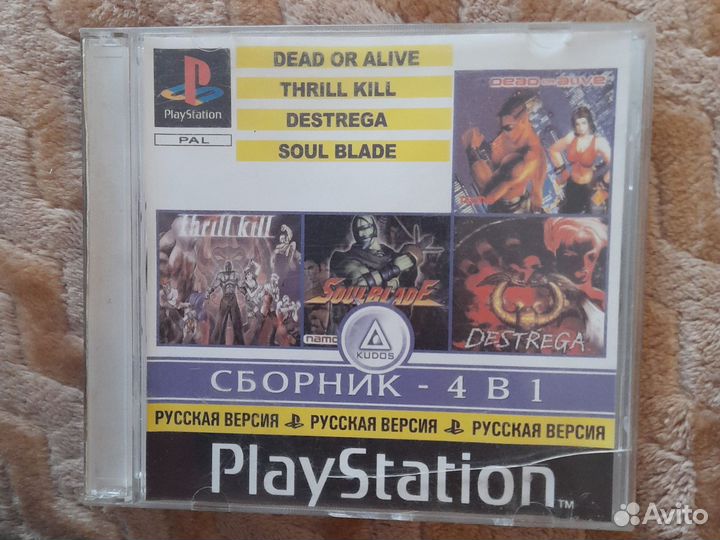 PlayStation
PAL
DEAD OR ALIVE
THRILL KILL
DESTREGA
SOUL BLADE
DEAD OR ALIVE
Thrill kill
SOULBLADE
namco
DESTREGA
KUDOS
СБОРНИК - 4 В 1
РУССКАЯ ВЕРСИЯ РУССКАЯ ВЕРСИЯ РУССКАЯ ВЕРСИЯ
PlayStation™
Avito